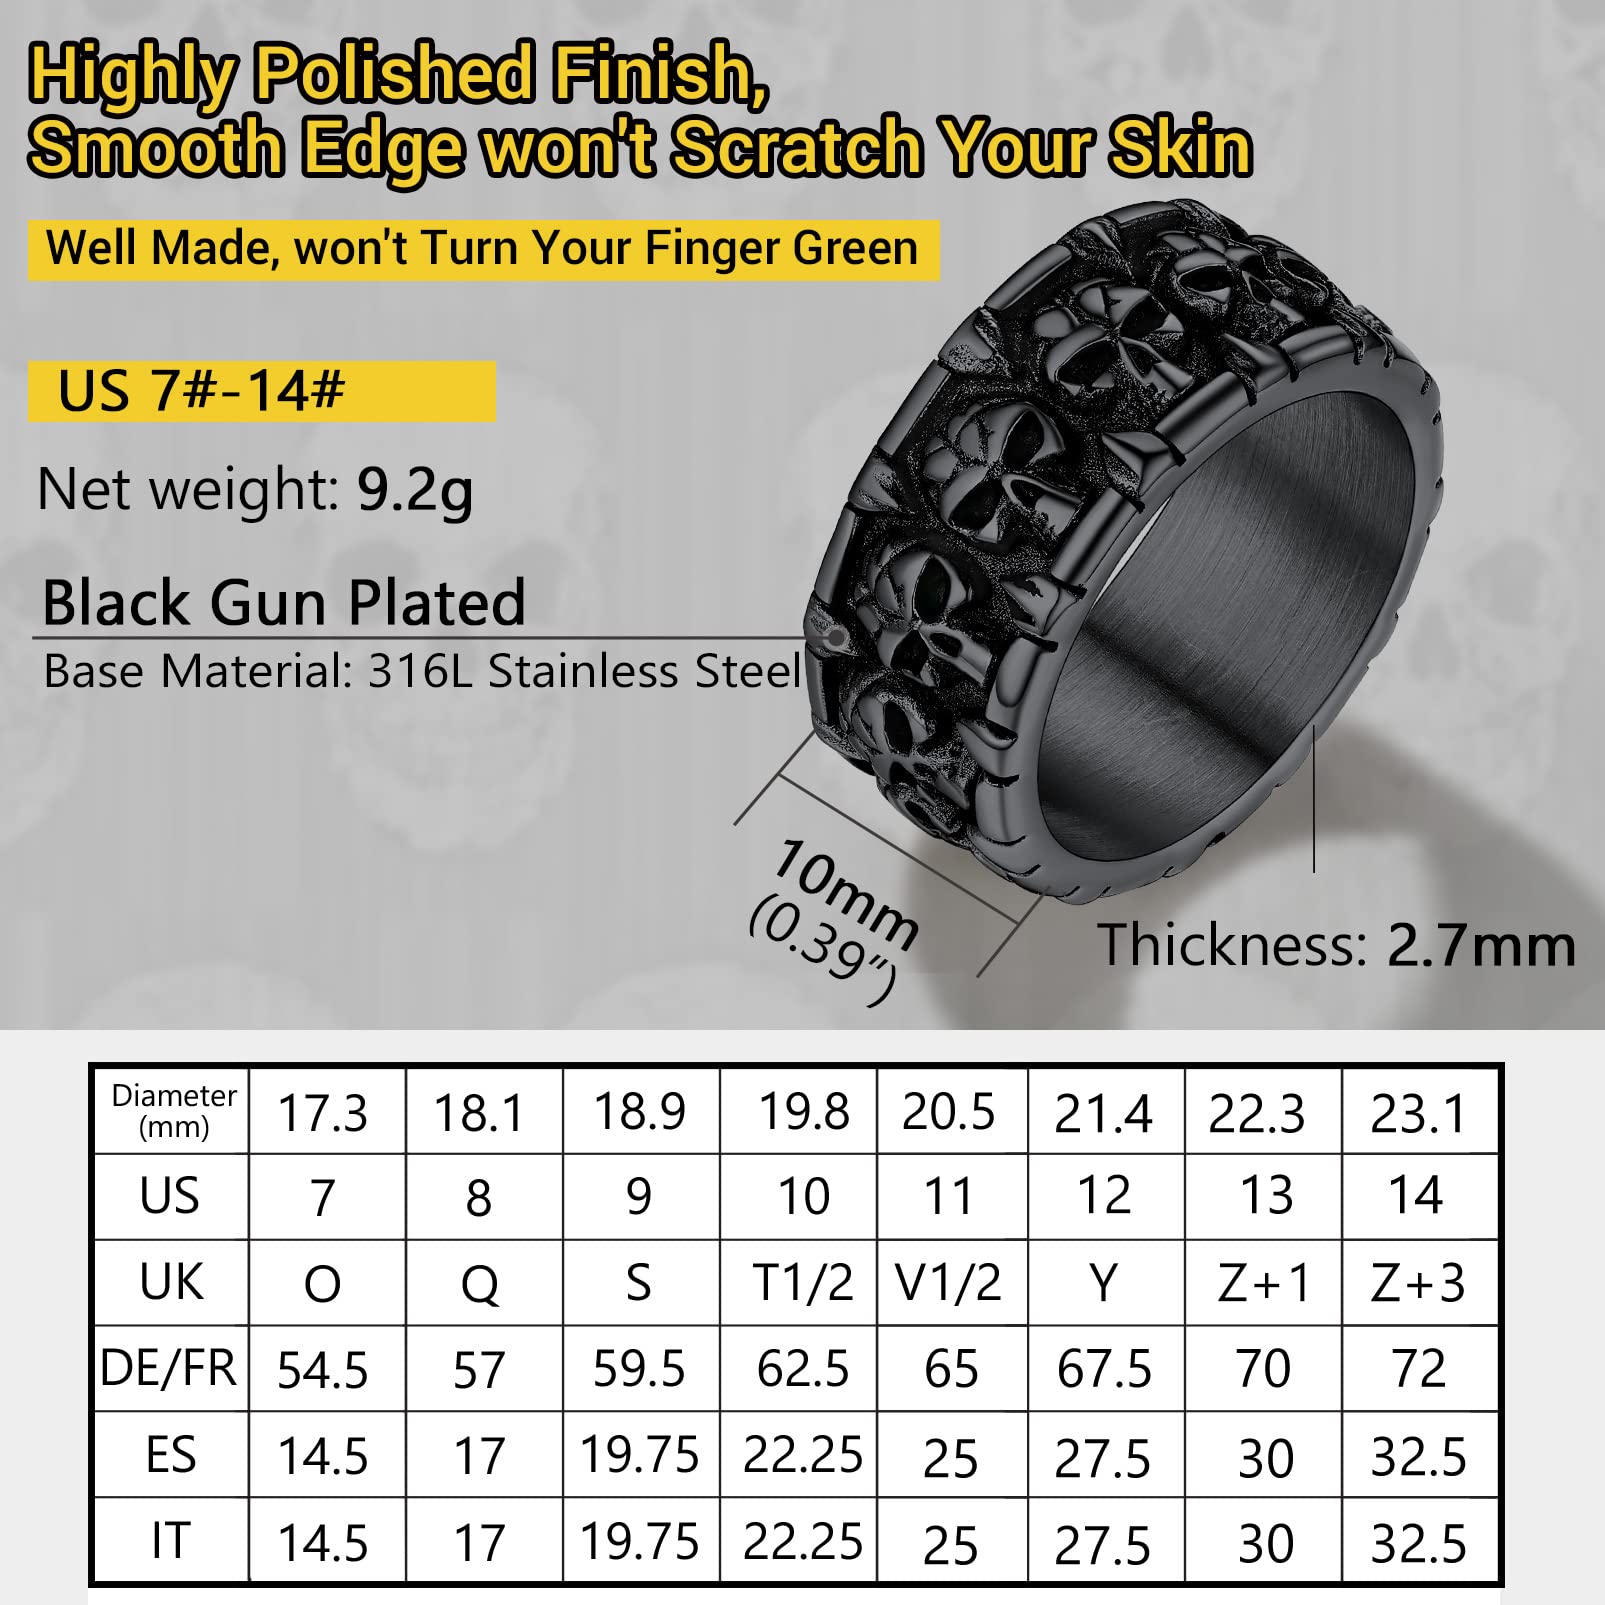 Highly Polished Finish,
Smooth Edge won't Scratch Your Skin
Well Made, won't Turn Your Finger Green
US 7#-14#
Net weight: 9.2g
Black Gun Plated
Base Material: 316L Stainless Steel
10mm
(0.39″)
Thickness: 2.7mm
Diameter (mm) 17.3 18.1 18.9 19.8 20.5 21.4 22.3 23.1
US 7 8 9 10 11 12 13 14
UK O Q S T1/2 V1/2 Y Z+1 Z+3
DE/FR 54.5 57 59.5 62.5 65 67.5 70 72
ES 14.5 17 19.75 22.25 25 27.5 30 32.5
IT 14.5 17 19.75 22.25 25 27.5 30 32.5